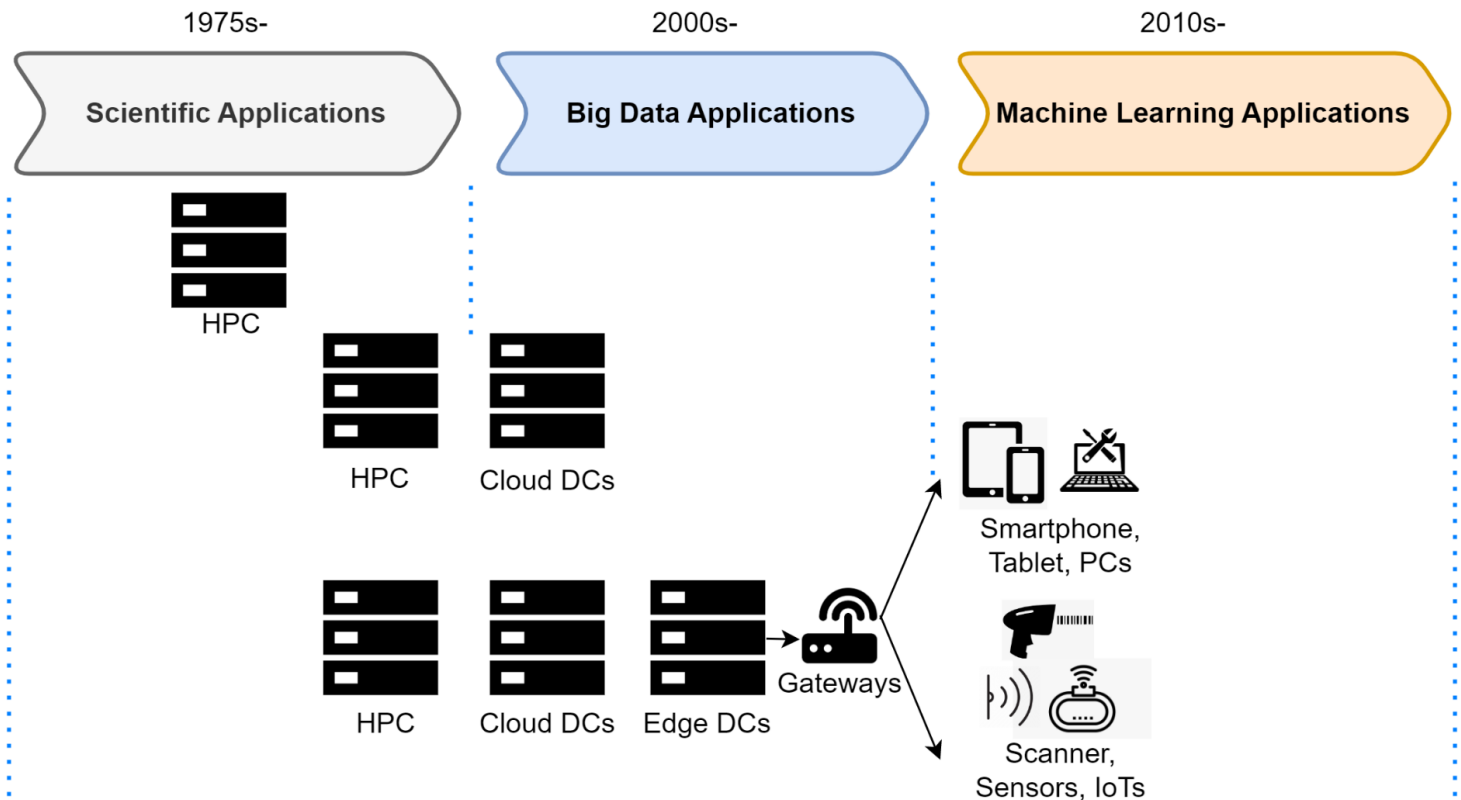 1975s-
2000s-
2010s-
Scientific Applications
Big Data Applications
Machine Learning Applications
HPC
HPC
Cloud DCs
Smartphone,
Tablet, PCs
Gateways
HPC
Cloud DCs
Edge DCs
Scanner,
Sensors, IoTs